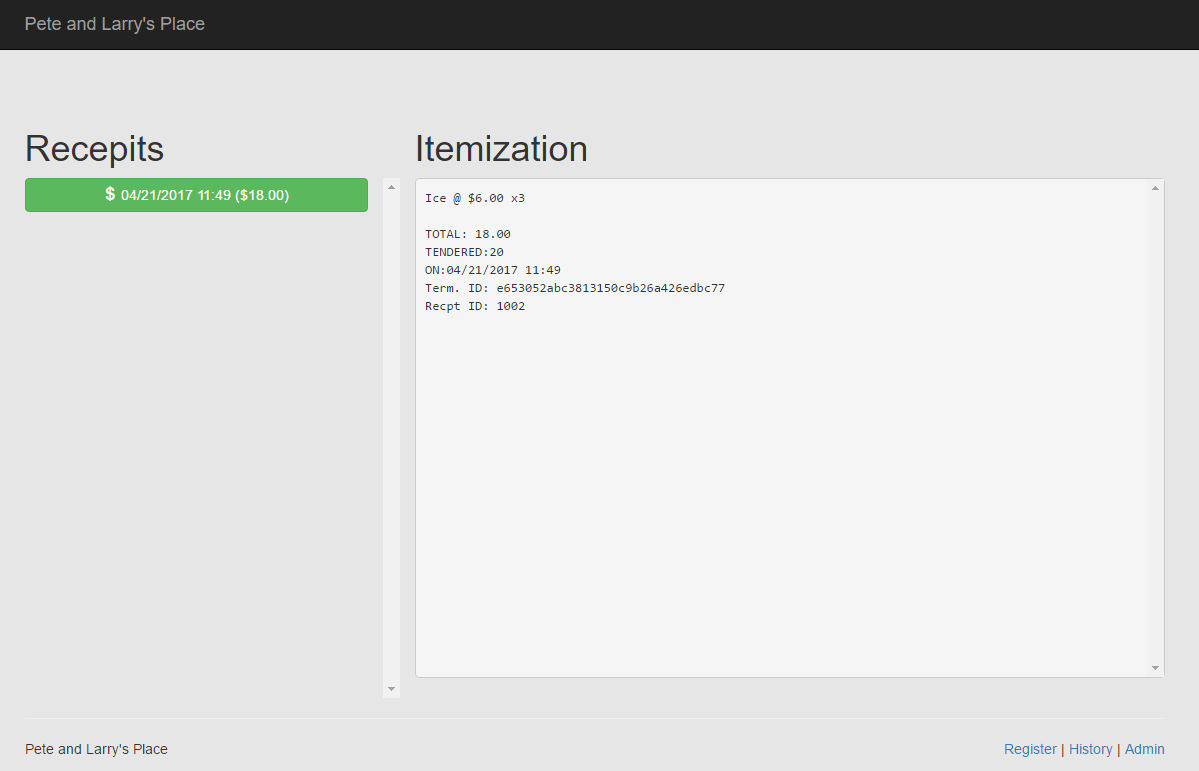 Pete and Larry's Place
Recepits
$ 04/21/2017 11:49 ($18.00)
Itemization
Ice @ $6.00 x3
TOTAL: 18.00
TENDERED:20
ON:04/21/2017 11:49
Term. ID: e653052abc3813150c9b26a426edbc77
Recpt ID: 1002
Pete and Larry's Place
Register | History | Admin